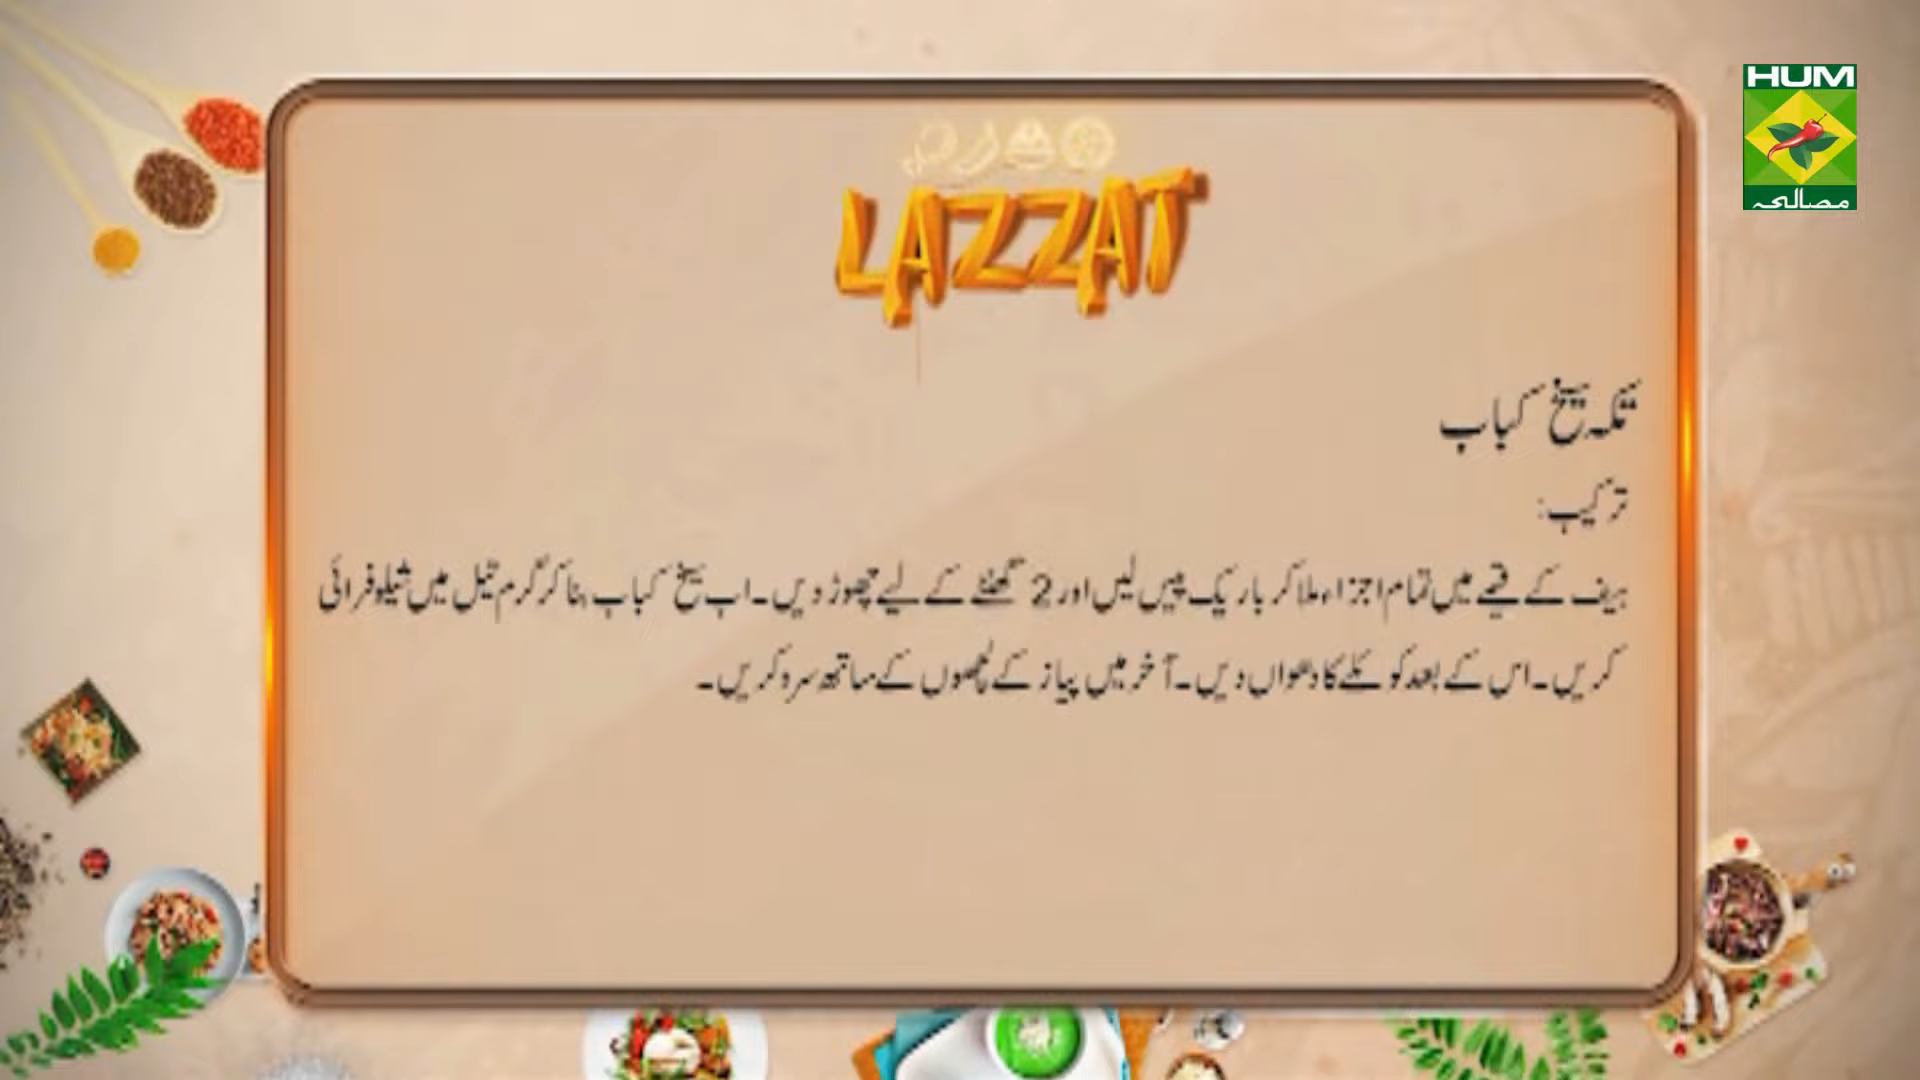 HUM
مصالحہ
LAZZAT
تکہ سیخ کباب
ترکیب:
بیف کے قیمے میں تمام اجزاء ملا کر باریک پیس لیں اور 2 گھنٹے کے لیے چھوڑ دیں۔ اب سیخ کباب بنا کر گرم تیل میں شیلو فرائی
کریں۔ اس کے بعد کوئلے کا دھواں دیں۔ آخر میں پیاز کے لچھوں کے ساتھ سرو کریں۔